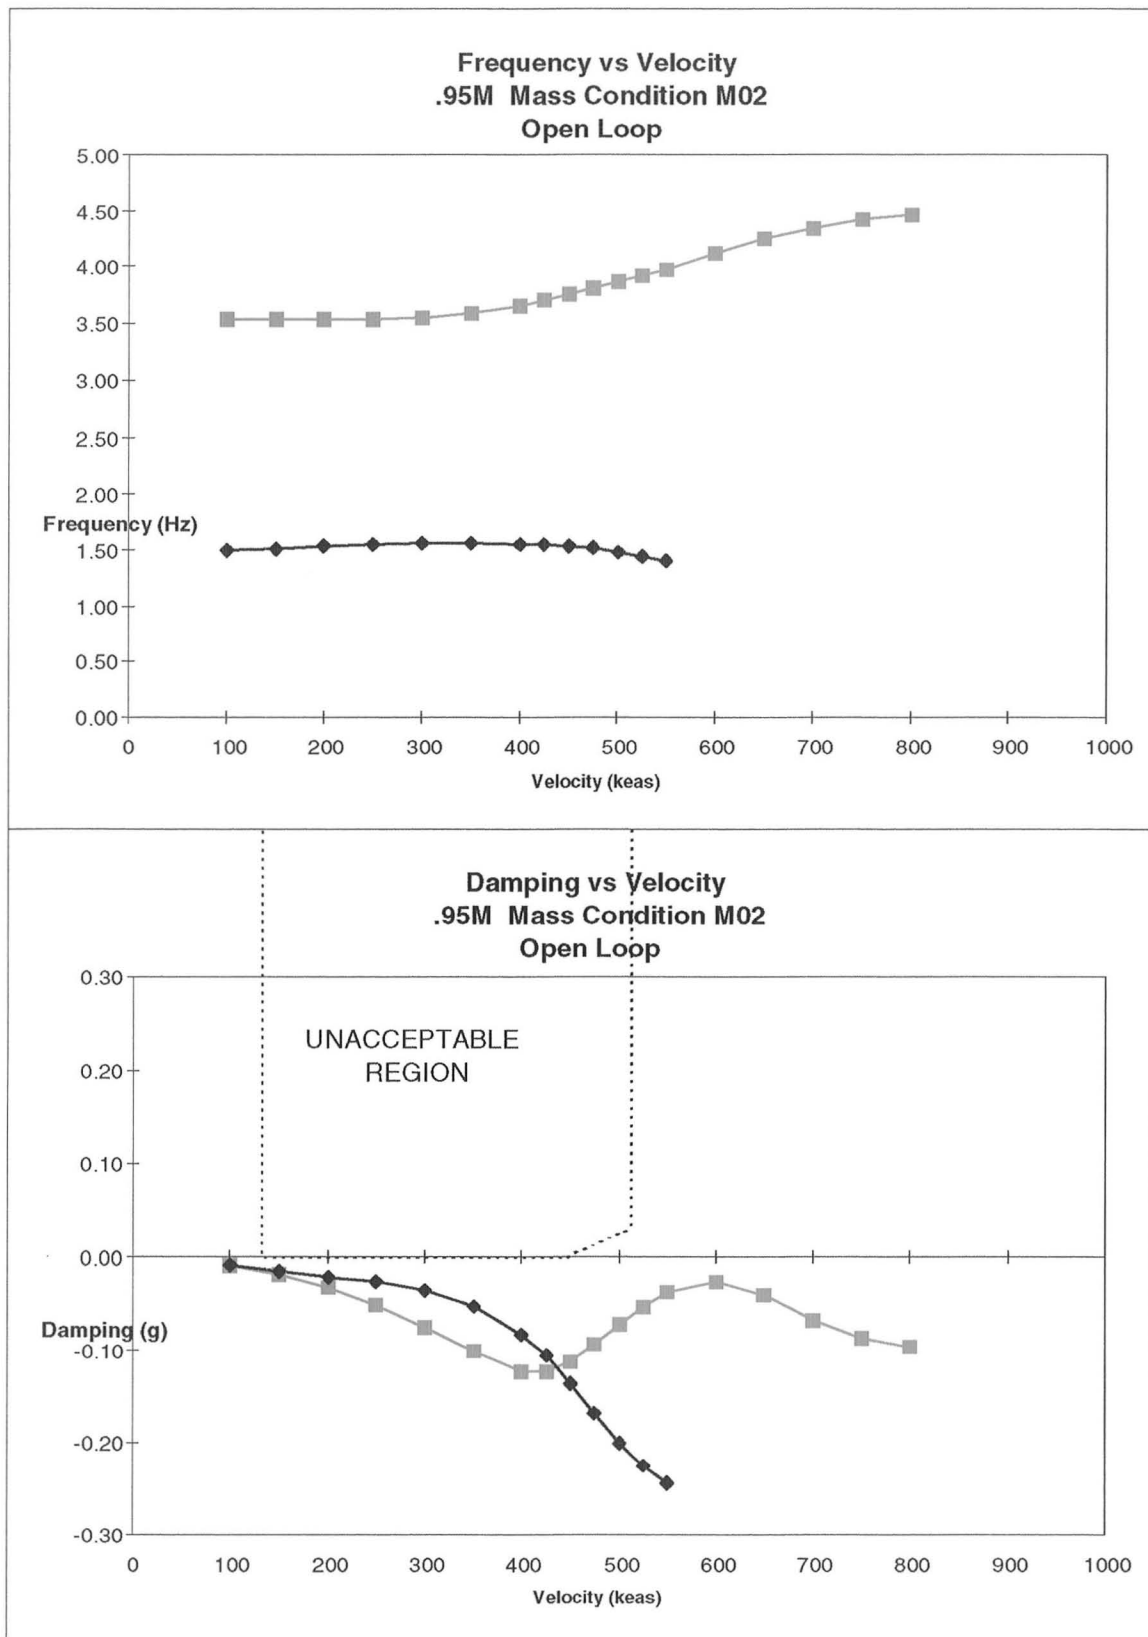 Frequency vs Velocity
.95M Mass Condition M02
Open Loop
5.00
4.50
4.00
3.50
3.00
2.50
2.00
Frequency (Hz)
1.50
1.00
0.50
0.00
0 100 200 300 400 500 600 700 800 900 1000
Velocity (keas)
Damping vs Velocity
.95M Mass Condition M02
Open Loop
0.30
UNACCEPTABLE
REGION
0.20
0.10
0.00
Damping (g)
-0.10
-0.20
-0.30
0 100 200 300 400 500 600 700 800 900 1000
Velocity (keas)